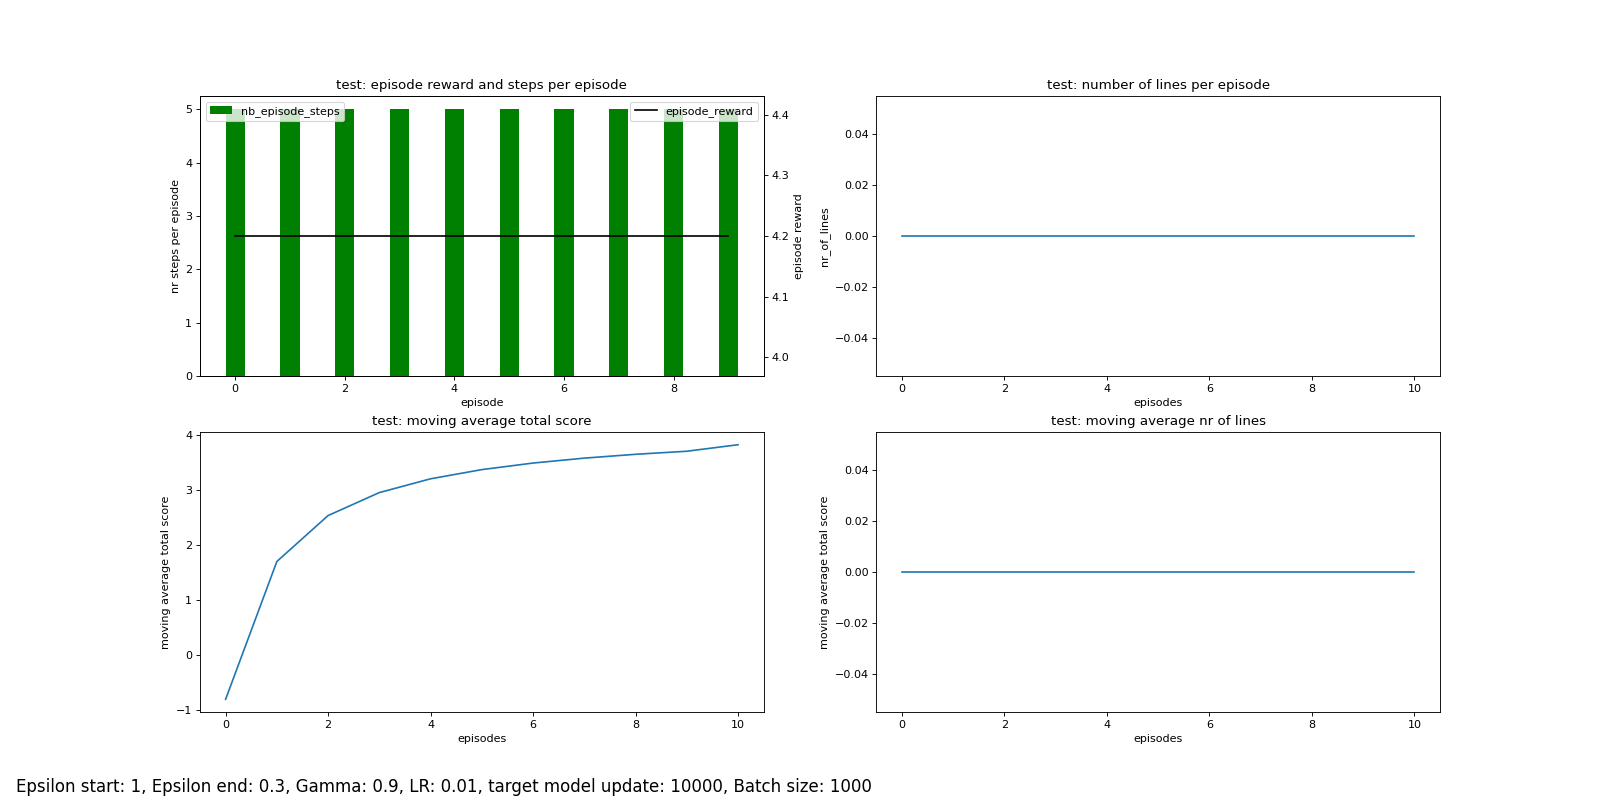 test: episode reward and steps per episode
nb_episode_steps
episode_reward
5
4
3
2
1
0
nr steps per episode
4.4
4.3
4.2
4.1
4.0
episode reward
0 2 4 6 8
episode
test: number of lines per episode
0.04
0.02
0.00
−0.02
−0.04
nr_of_lines
0 2 4 6 8 10
episodes
test: moving average total score
4
3
2
1
0
−1
moving average total score
0 2 4 6 8 10
episodes
test: moving average nr of lines
0.04
0.02
0.00
−0.02
−0.04
moving average total score
0 2 4 6 8 10
episodes
Epsilon start: 1, Epsilon end: 0.3, Gamma: 0.9, LR: 0.01, target model update: 10000, Batch size: 1000